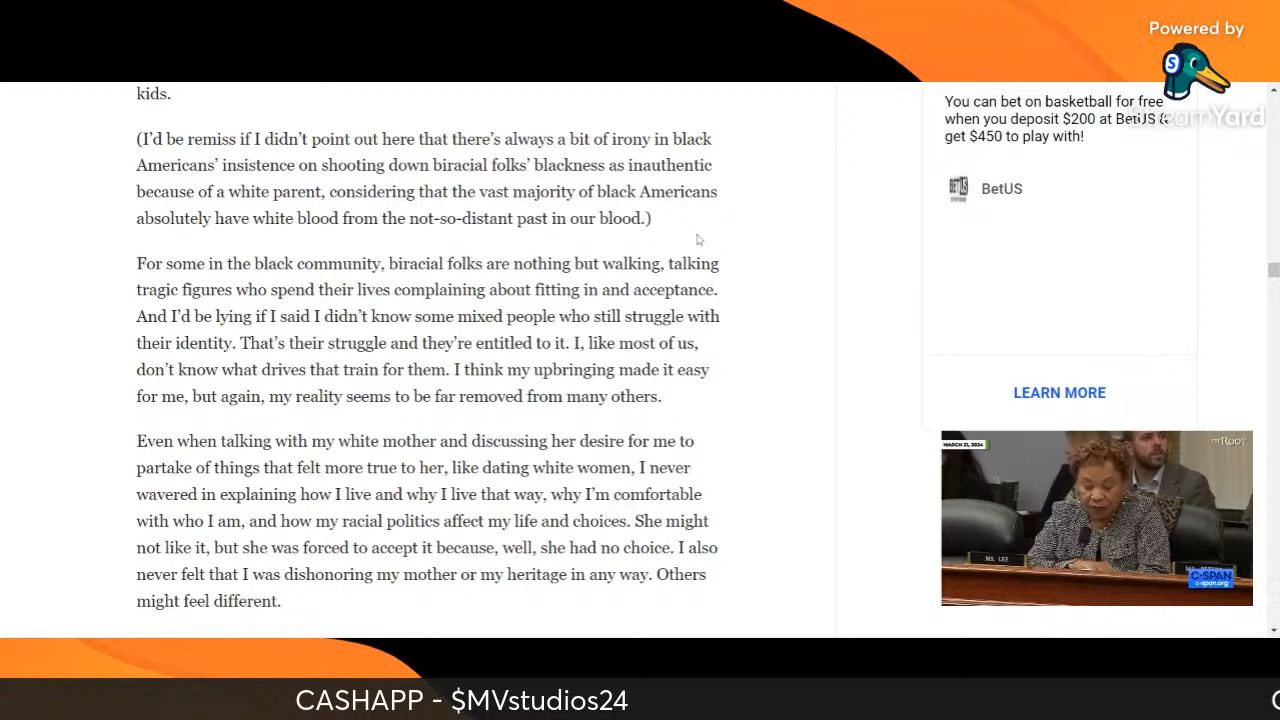 Powered by
StreamYard
kids.
(I’d be remiss if I didn’t point out here that there’s always a bit of irony in black
Americans’ insistence on shooting down biracial folks’ blackness as inauthentic
because of a white parent, considering that the vast majority of black Americans
absolutely have white blood from the not-so-distant past in our blood.)
For some in the black community, biracial folks are nothing but walking, talking
tragic figures who spend their lives complaining about fitting in and acceptance.
And I’d be lying if I said I didn’t know some mixed people who still struggle with
their identity. That’s their struggle and they’re entitled to it. I, like most of us,
don’t know what drives that train for them. I think my upbringing made it easy
for me, but again, my reality seems to be far removed from many others.
Even when talking with my white mother and discussing her desire for me to
partake of things that felt more true to her, like dating white women, I never
wavered in explaining how I live and why I live that way, why I’m comfortable
with who I am, and how my racial politics affect my life and choices. She might
not like it, but she was forced to accept it because, well, she had no choice. I also
never felt that I was dishonoring my mother or my heritage in any way. Others
might feel different.
You can bet on basketball for free
when you deposit $200 at BetUS &
get $450 to play with!
BETUS
BetUS
LEARN MORE
MARCH 21, 2024
THE ROOT
MS. LEE
C-SPAN
c-span.org
CASHAPP - $MVstudios24